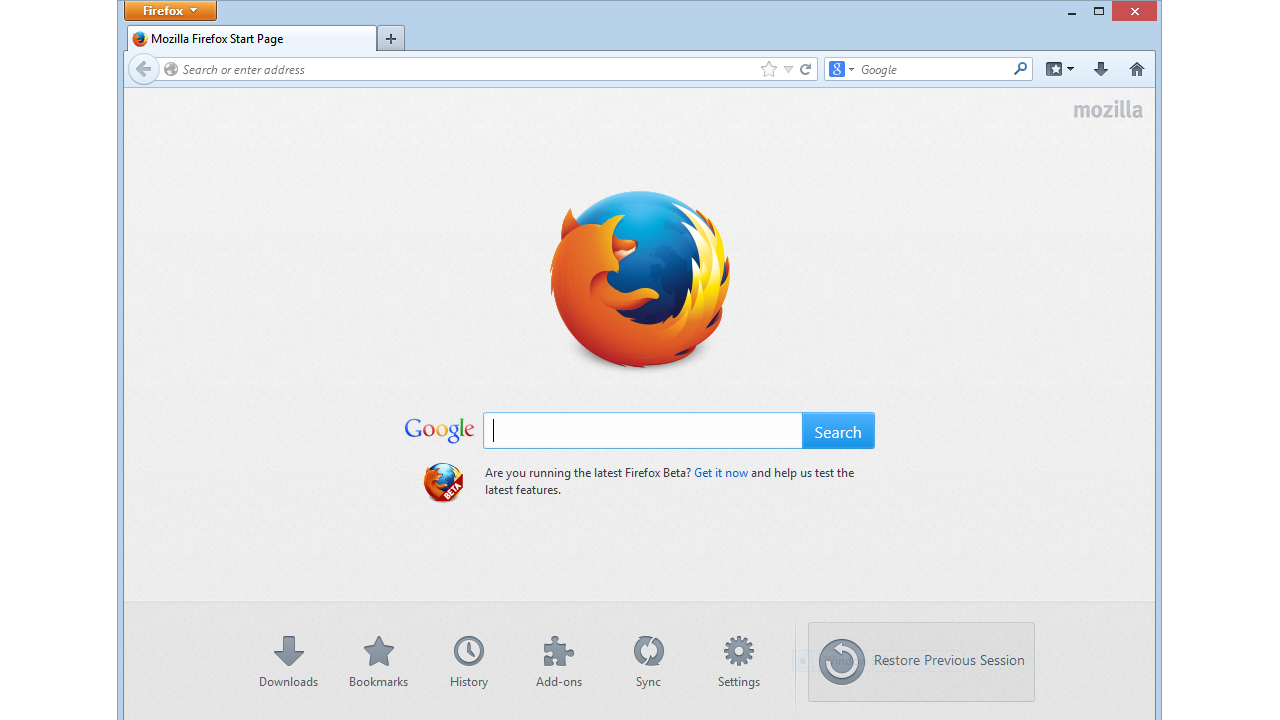 Firefox
Mozilla Firefox Start Page
Search or enter address
8 Google
mozilla
Google
Search
BETA
Are you running the latest Firefox Beta? Get it now and help us test the
latest features.
Downloads
Bookmarks
History
Add-ons
Sync
Settings
Restore Previous Session